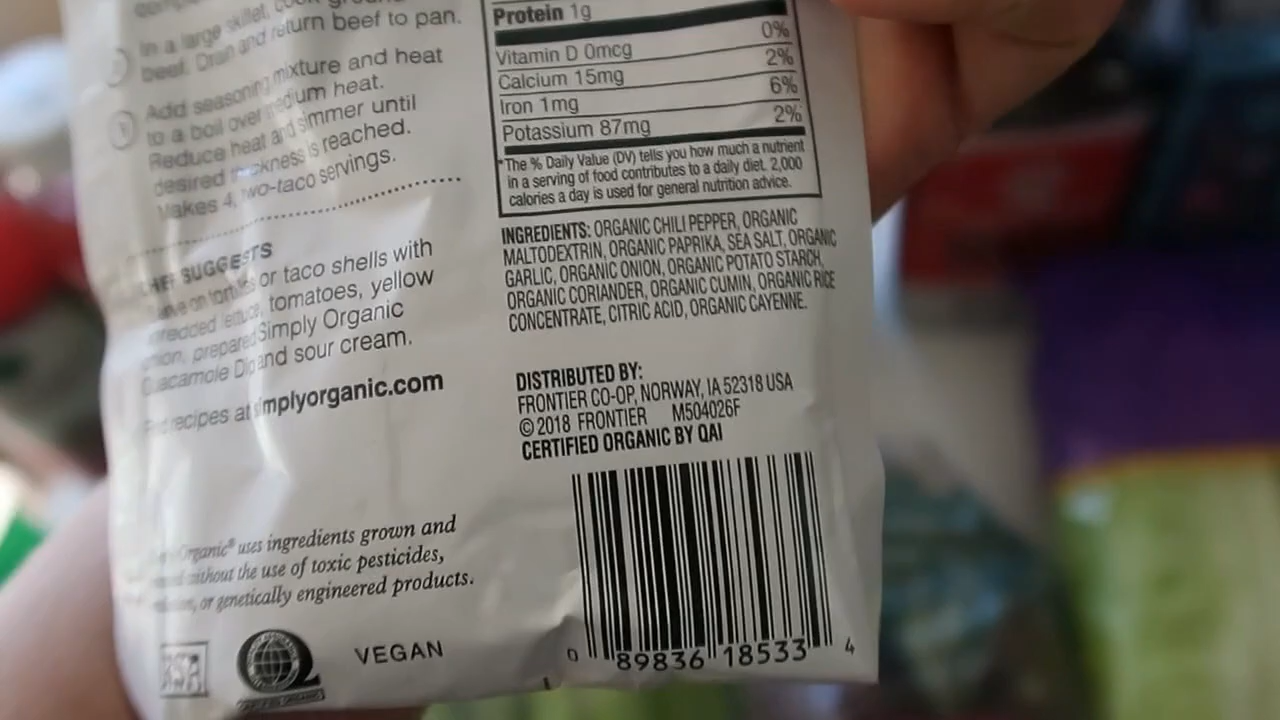 In a large skillet, cook ground
beef. Drain and return beef to pan.
Add seasoning mixture and heat
to a boil over medium heat.
Reduce heat and simmer until
desired thickness is reached.
Makes 4, two-taco servings.
SUGGESTS
on tortillas or taco shells with
shredded lettuce, tomatoes, yellow
onion, prepared Simply Organic
Guacamole Dip and sour cream.
recipes at simplyorganic.com
Organic® uses ingredients grown and
without the use of toxic pesticides,
or genetically engineered products.
VEGAN
Protein 1g
0%
Vitamin D 0mcg
2%
Calcium 15mg
6%
Iron 1mg
2%
Potassium 87mg
*The % Daily Value (DV) tells you how much a nutrient
in a serving of food contributes to a daily diet. 2,000
calories a day is used for general nutrition advice.
INGREDIENTS: ORGANIC CHILI PEPPER, ORGANIC
MALTODEXTRIN, ORGANIC PAPRIKA, SEA SALT, ORGANIC
GARLIC, ORGANIC ONION, ORGANIC POTATO STARCH,
ORGANIC CORIANDER, ORGANIC CUMIN, ORGANIC RICE
CONCENTRATE, CITRIC ACID, ORGANIC CAYENNE.
DISTRIBUTED BY:
FRONTIER CO-OP, NORWAY, IA 52318 USA
© 2018 FRONTIER M504026F
CERTIFIED ORGANIC BY QAI
0 89836 18533 4